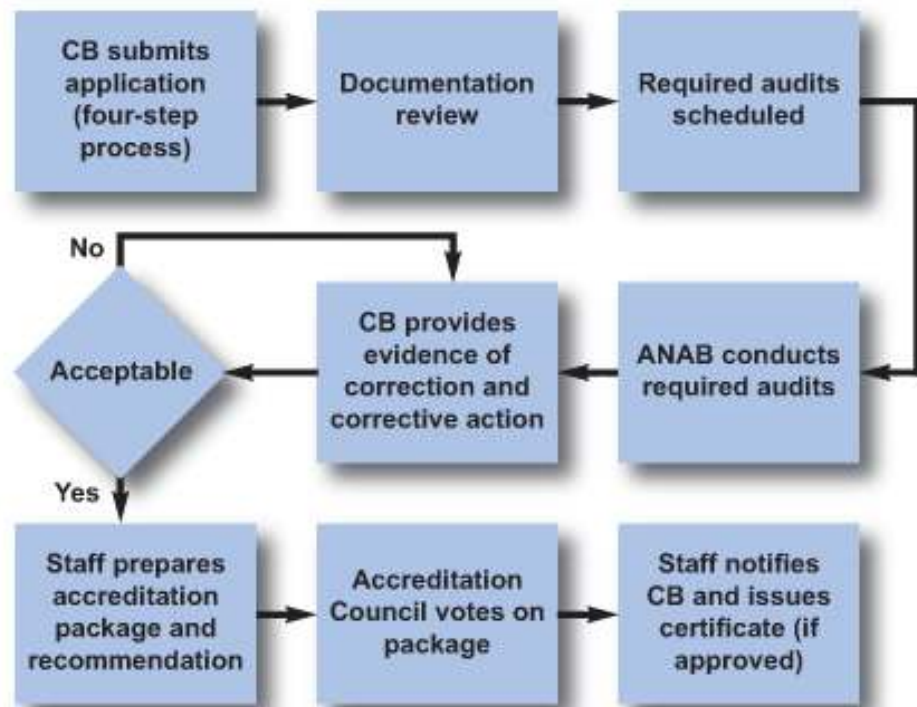 CB submits
application
(four-step
process)
Documentation
review
Required audits
scheduled
No
Acceptable
CB provides
evidence of
correction and
corrective action
ANAB conducts
required audits
Yes
Staff prepares
accreditation
package and
recommendation
Accreditation
Council votes on
package
Staff notifies
CB and issues
certificate (if
approved)